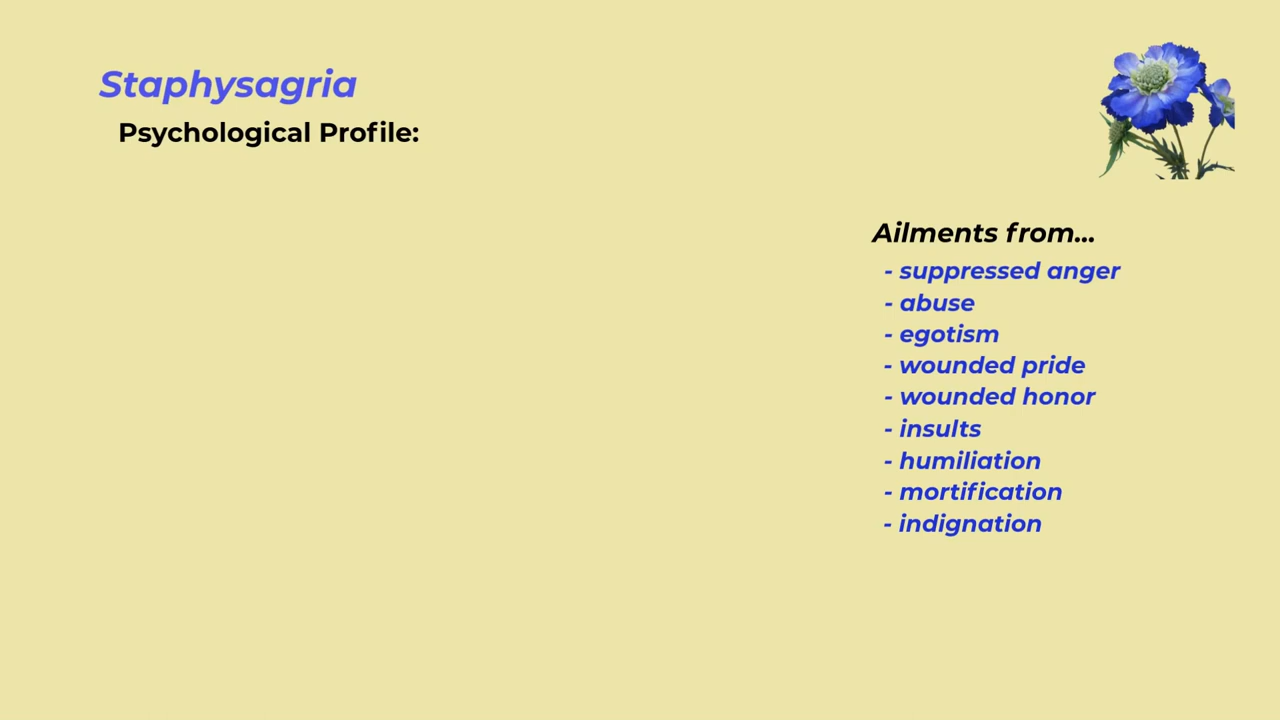 Staphysagria
Psychological Profile:
Ailments from...
- suppressed anger
- abuse
- egotism
- wounded pride
- wounded honor
- insults
- humiliation
- mortification
- indignation